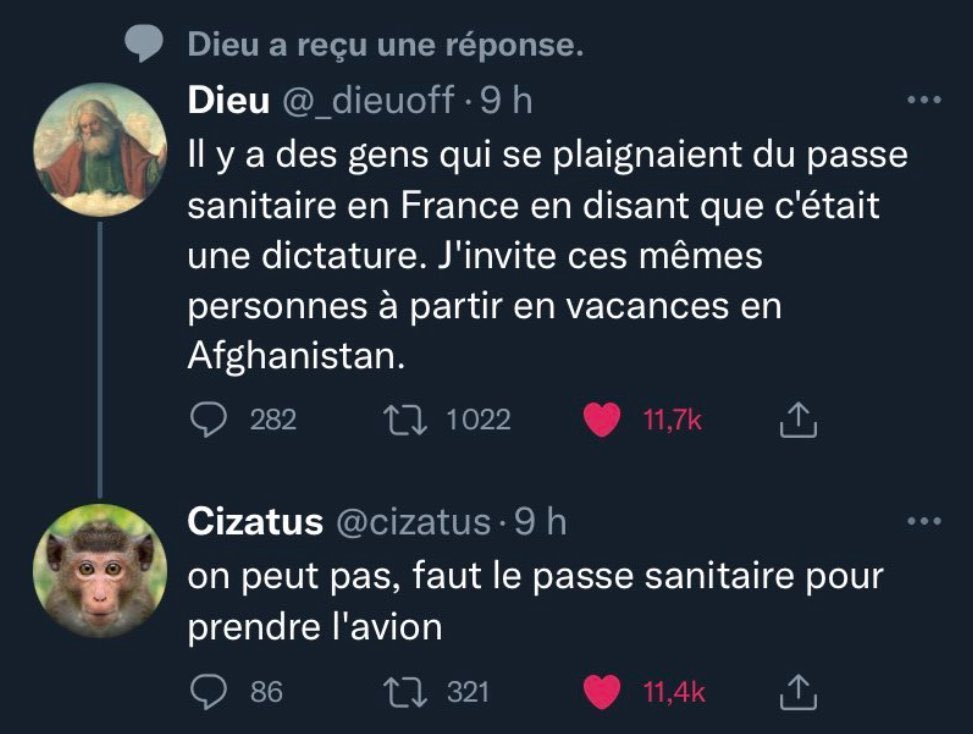 Dieu a reçu une réponse.
Dieu @_dieuoff · 9 h
Il y a des gens qui se plaignaient du passe
sanitaire en France en disant que c'était
une dictature. J'invite ces mêmes
personnes à partir en vacances en
Afghanistan.
282 1 022 11,7k
Cizatus @cizatus · 9 h
on peut pas, faut le passe sanitaire pour
prendre l'avion
86 321 11,4k